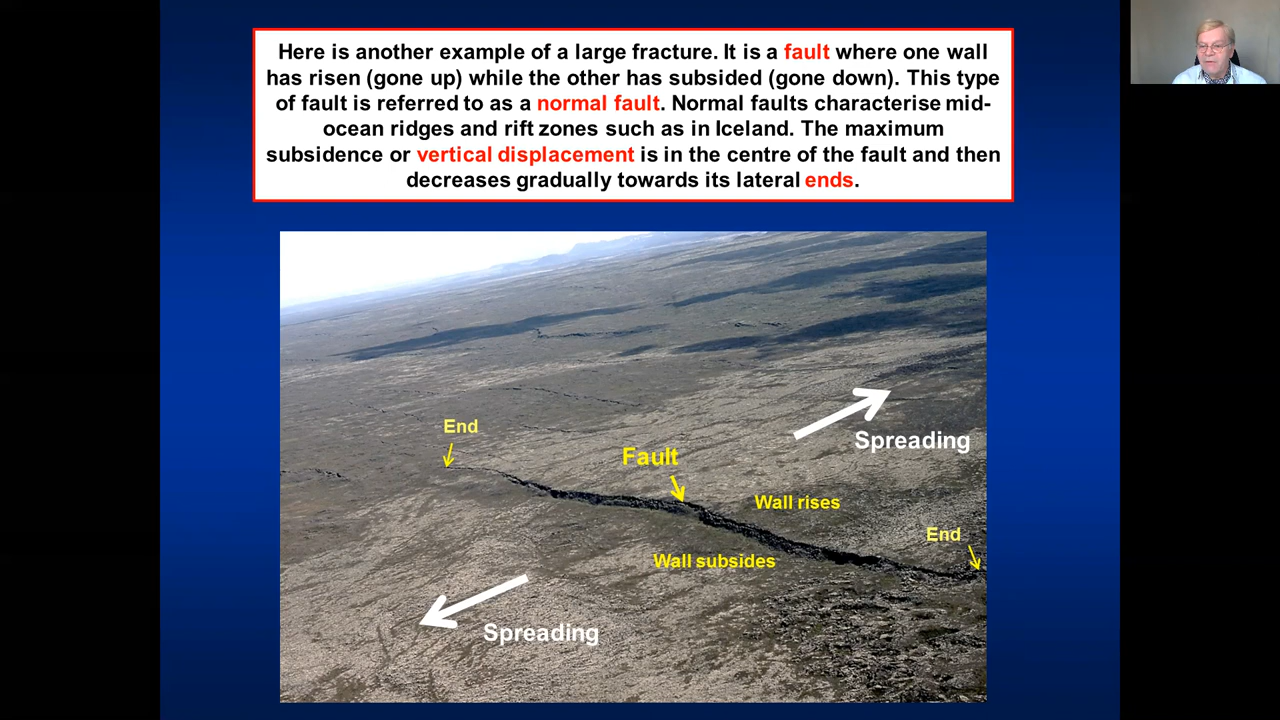 Here is another example of a large fracture. It is a fault where one wall
has risen (gone up) while the other has subsided (gone down). This type
of fault is referred to as a normal fault. Normal faults characterise mid-
ocean ridges and rift zones such as in Iceland. The maximum
subsidence or vertical displacement is in the centre of the fault and then
decreases gradually towards its lateral ends.
End
Spreading
Fault
Wall rises
End
Wall subsides
Spreading